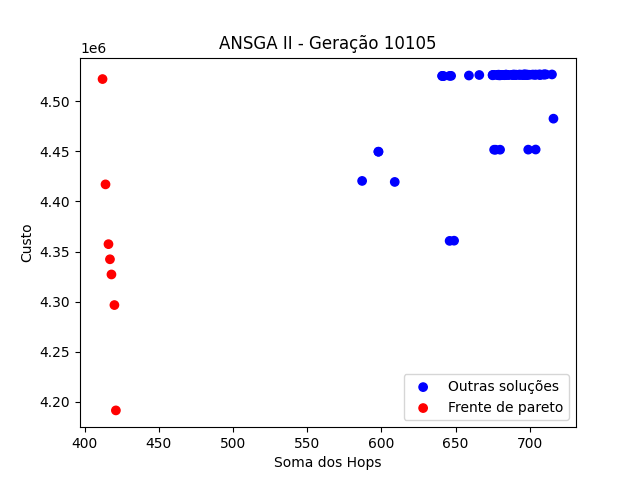 ANSGA II - Geração 10105
1e6
4.50
4.45
4.40
4.35
4.30
4.25
4.20
Custo
400 450 500 550 600 650 700
Soma dos Hops
Outras soluções
Frente de pareto